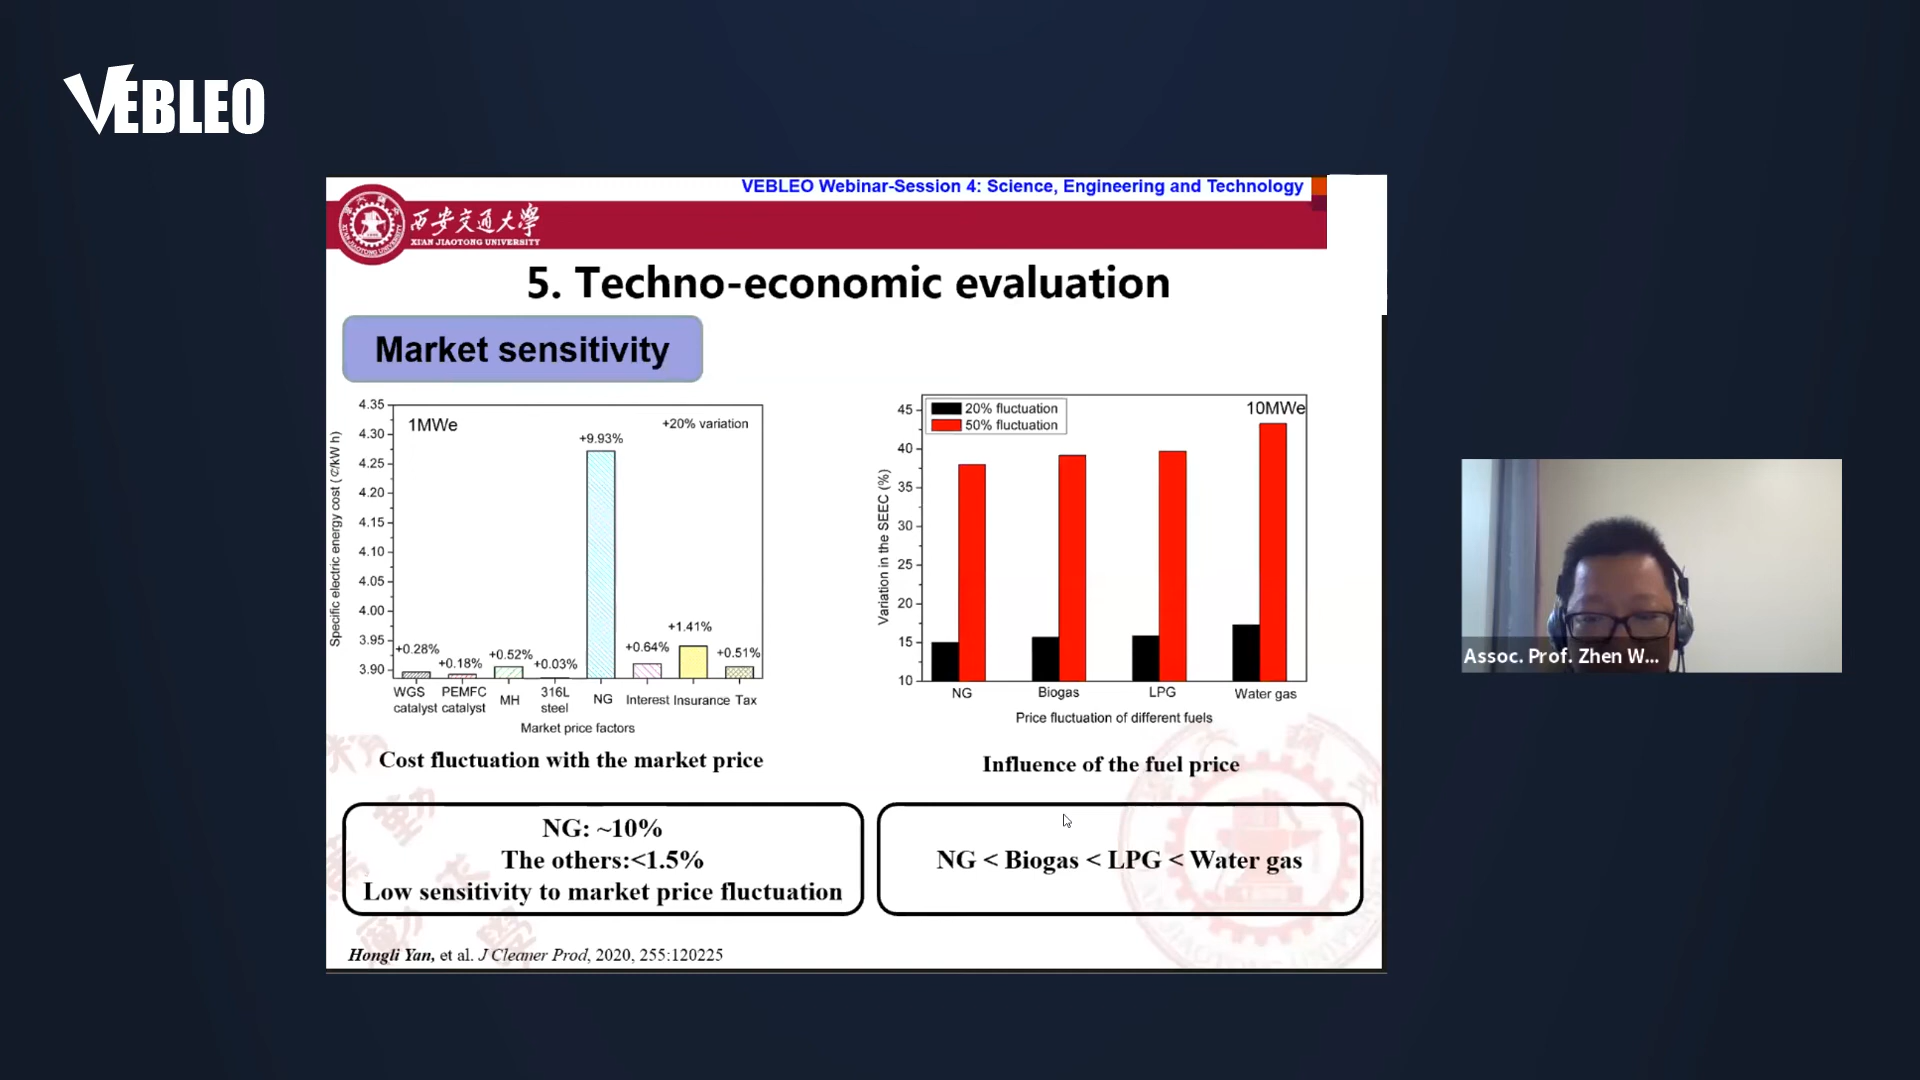 VEBLEO
VEBLEO Webinar-Session 4: Science, Engineering and Technology
西安交通大学
XI'AN JIAOTONG UNIVERSITY
5. Techno-economic evaluation
Market sensitivity
Specific electric energy cost (¢/kW h)
4.35
4.30
4.25
4.20
4.15
4.10
4.05
4.00
3.95
3.90
1MWe
+20% variation
+0.28%
+0.18%
+0.52%
+0.03%
+9.93%
+0.64%
+1.41%
+0.51%
WGS catalyst
PEMFC catalyst
MH
316L steel
NG
Interest
Insurance
Tax
Market price factors
Cost fluctuation with the market price
Variation in the SEEC (%)
45
40
35
30
25
20
15
10
20% fluctuation
50% fluctuation
10MWe
NG
Biogas
LPG
Water gas
Price fluctuation of different fuels
Influence of the fuel price
NG: ~10%
The others:<1.5%
Low sensitivity to market price fluctuation
NG < Biogas < LPG < Water gas
Hongli Yan, et al. J Cleaner Prod, 2020, 255:120225
Assoc. Prof. Zhen W...